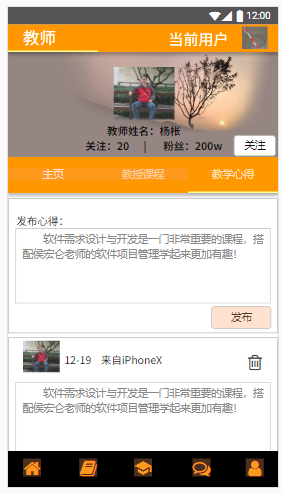 12:00
教师 当前用户
教师姓名：杨枨
关注：20 | 粉丝：200w 关注
主页 教授课程 教学心得
发布心得：
软件需求设计与开发是一门非常重要的课程，搭
配侯宏仑老师的软件项目管理学起来更加有趣！
发布
12-19 来自iPhoneX
软件需求设计与开发是一门非常重要的课程，搭
配侯宏仑老师的软件项目管理学起来更加有趣！